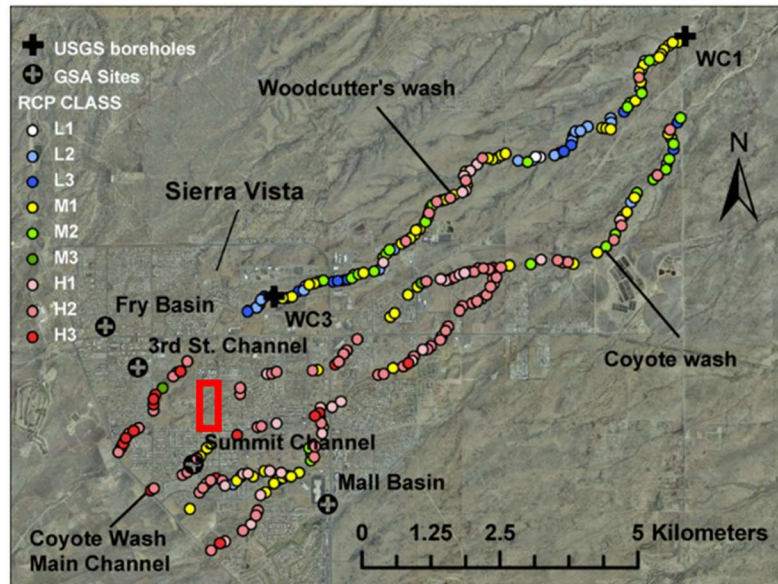 USGS boreholes
GSA Sites
RCP CLASS
L1
L2
L3
M1
M2
M3
H1
H2
H3
Woodcutter's wash
WC1
N
Sierra Vista
Fry Basin
WC3
3rd St. Channel
Coyote wash
Summit Channel
Mall Basin
Coyote Wash
Main Channel
0 1.25 2.5 5 Kilometers